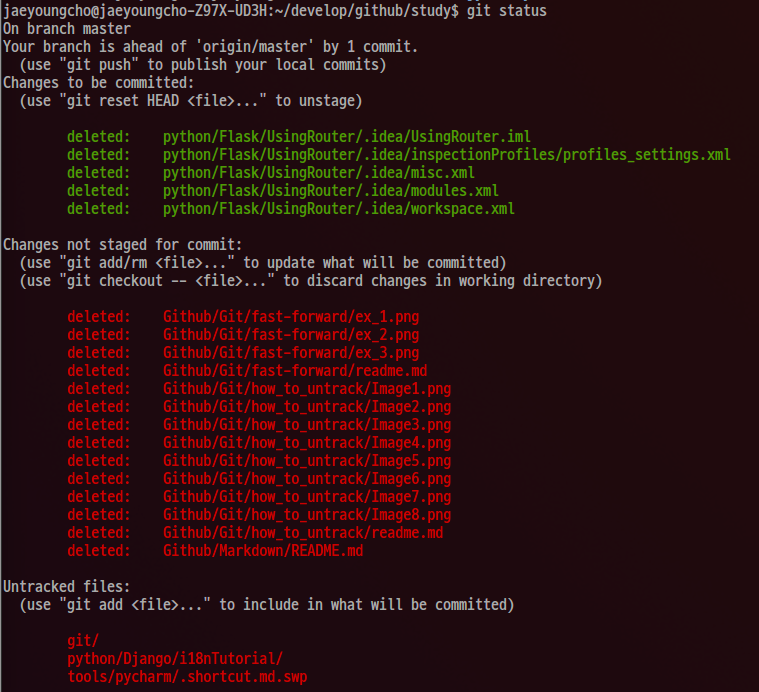 jaeyoungcho@jaeyoungcho-Z97X-UD3H:~/develop/github/study$ git status
On branch master
Your branch is ahead of 'origin/master' by 1 commit.
  (use "git push" to publish your local commits)
Changes to be committed:
  (use "git reset HEAD <file>..." to unstage)

        deleted:    python/Flask/UsingRouter/.idea/UsingRouter.iml
        deleted:    python/Flask/UsingRouter/.idea/inspectionProfiles/profiles_settings.xml
        deleted:    python/Flask/UsingRouter/.idea/misc.xml
        deleted:    python/Flask/UsingRouter/.idea/modules.xml
        deleted:    python/Flask/UsingRouter/.idea/workspace.xml

Changes not staged for commit:
  (use "git add/rm <file>..." to update what will be committed)
  (use "git checkout -- <file>..." to discard changes in working directory)

        deleted:    Github/Git/fast-forward/ex_1.png
        deleted:    Github/Git/fast-forward/ex_2.png
        deleted:    Github/Git/fast-forward/ex_3.png
        deleted:    Github/Git/fast-forward/readme.md
        deleted:    Github/Git/how_to_untrack/Image1.png
        deleted:    Github/Git/how_to_untrack/Image2.png
        deleted:    Github/Git/how_to_untrack/Image3.png
        deleted:    Github/Git/how_to_untrack/Image4.png
        deleted:    Github/Git/how_to_untrack/Image5.png
        deleted:    Github/Git/how_to_untrack/Image6.png
        deleted:    Github/Git/how_to_untrack/Image7.png
        deleted:    Github/Git/how_to_untrack/Image8.png
        deleted:    Github/Git/how_to_untrack/readme.md
        deleted:    Github/Markdown/README.md

Untracked files:
  (use "git add <file>..." to include in what will be committed)

        git/
        python/Django/i18nTutorial/
        tools/pycharm/.shortcut.md.swp